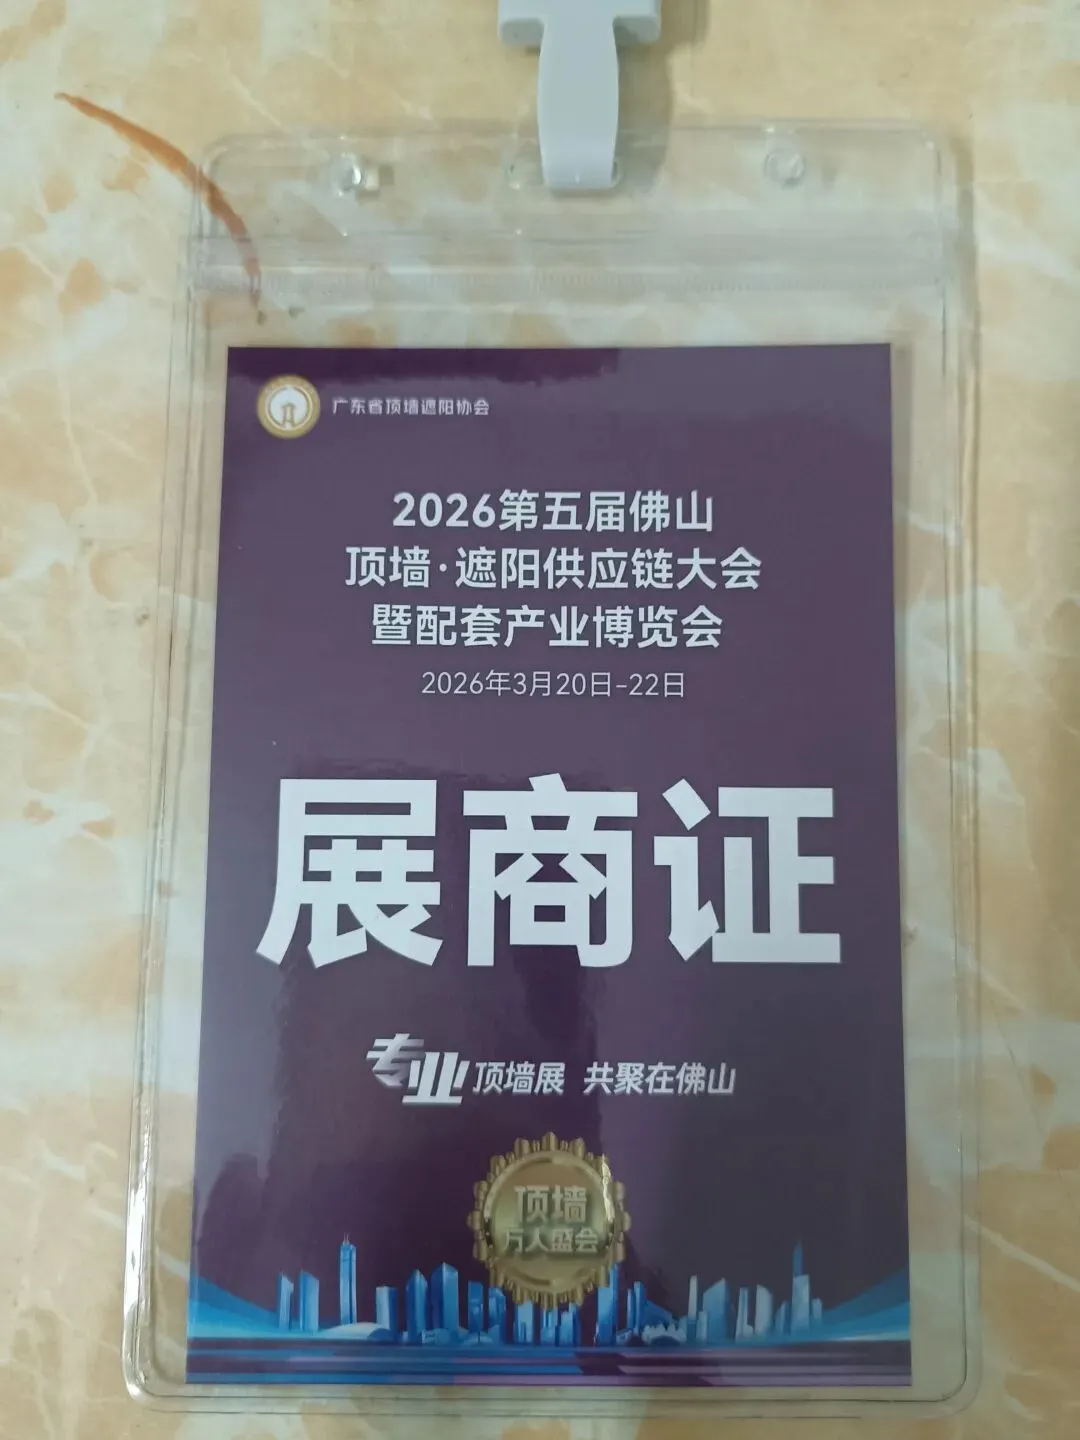 广东省顶墙遮阳协会
2026第五届佛山
顶墙·遮阳供应链大会
暨配套产业博览会
2026年3月20日-22日
展商证
专业顶墙展 共聚在佛山
顶墙
万人盛会